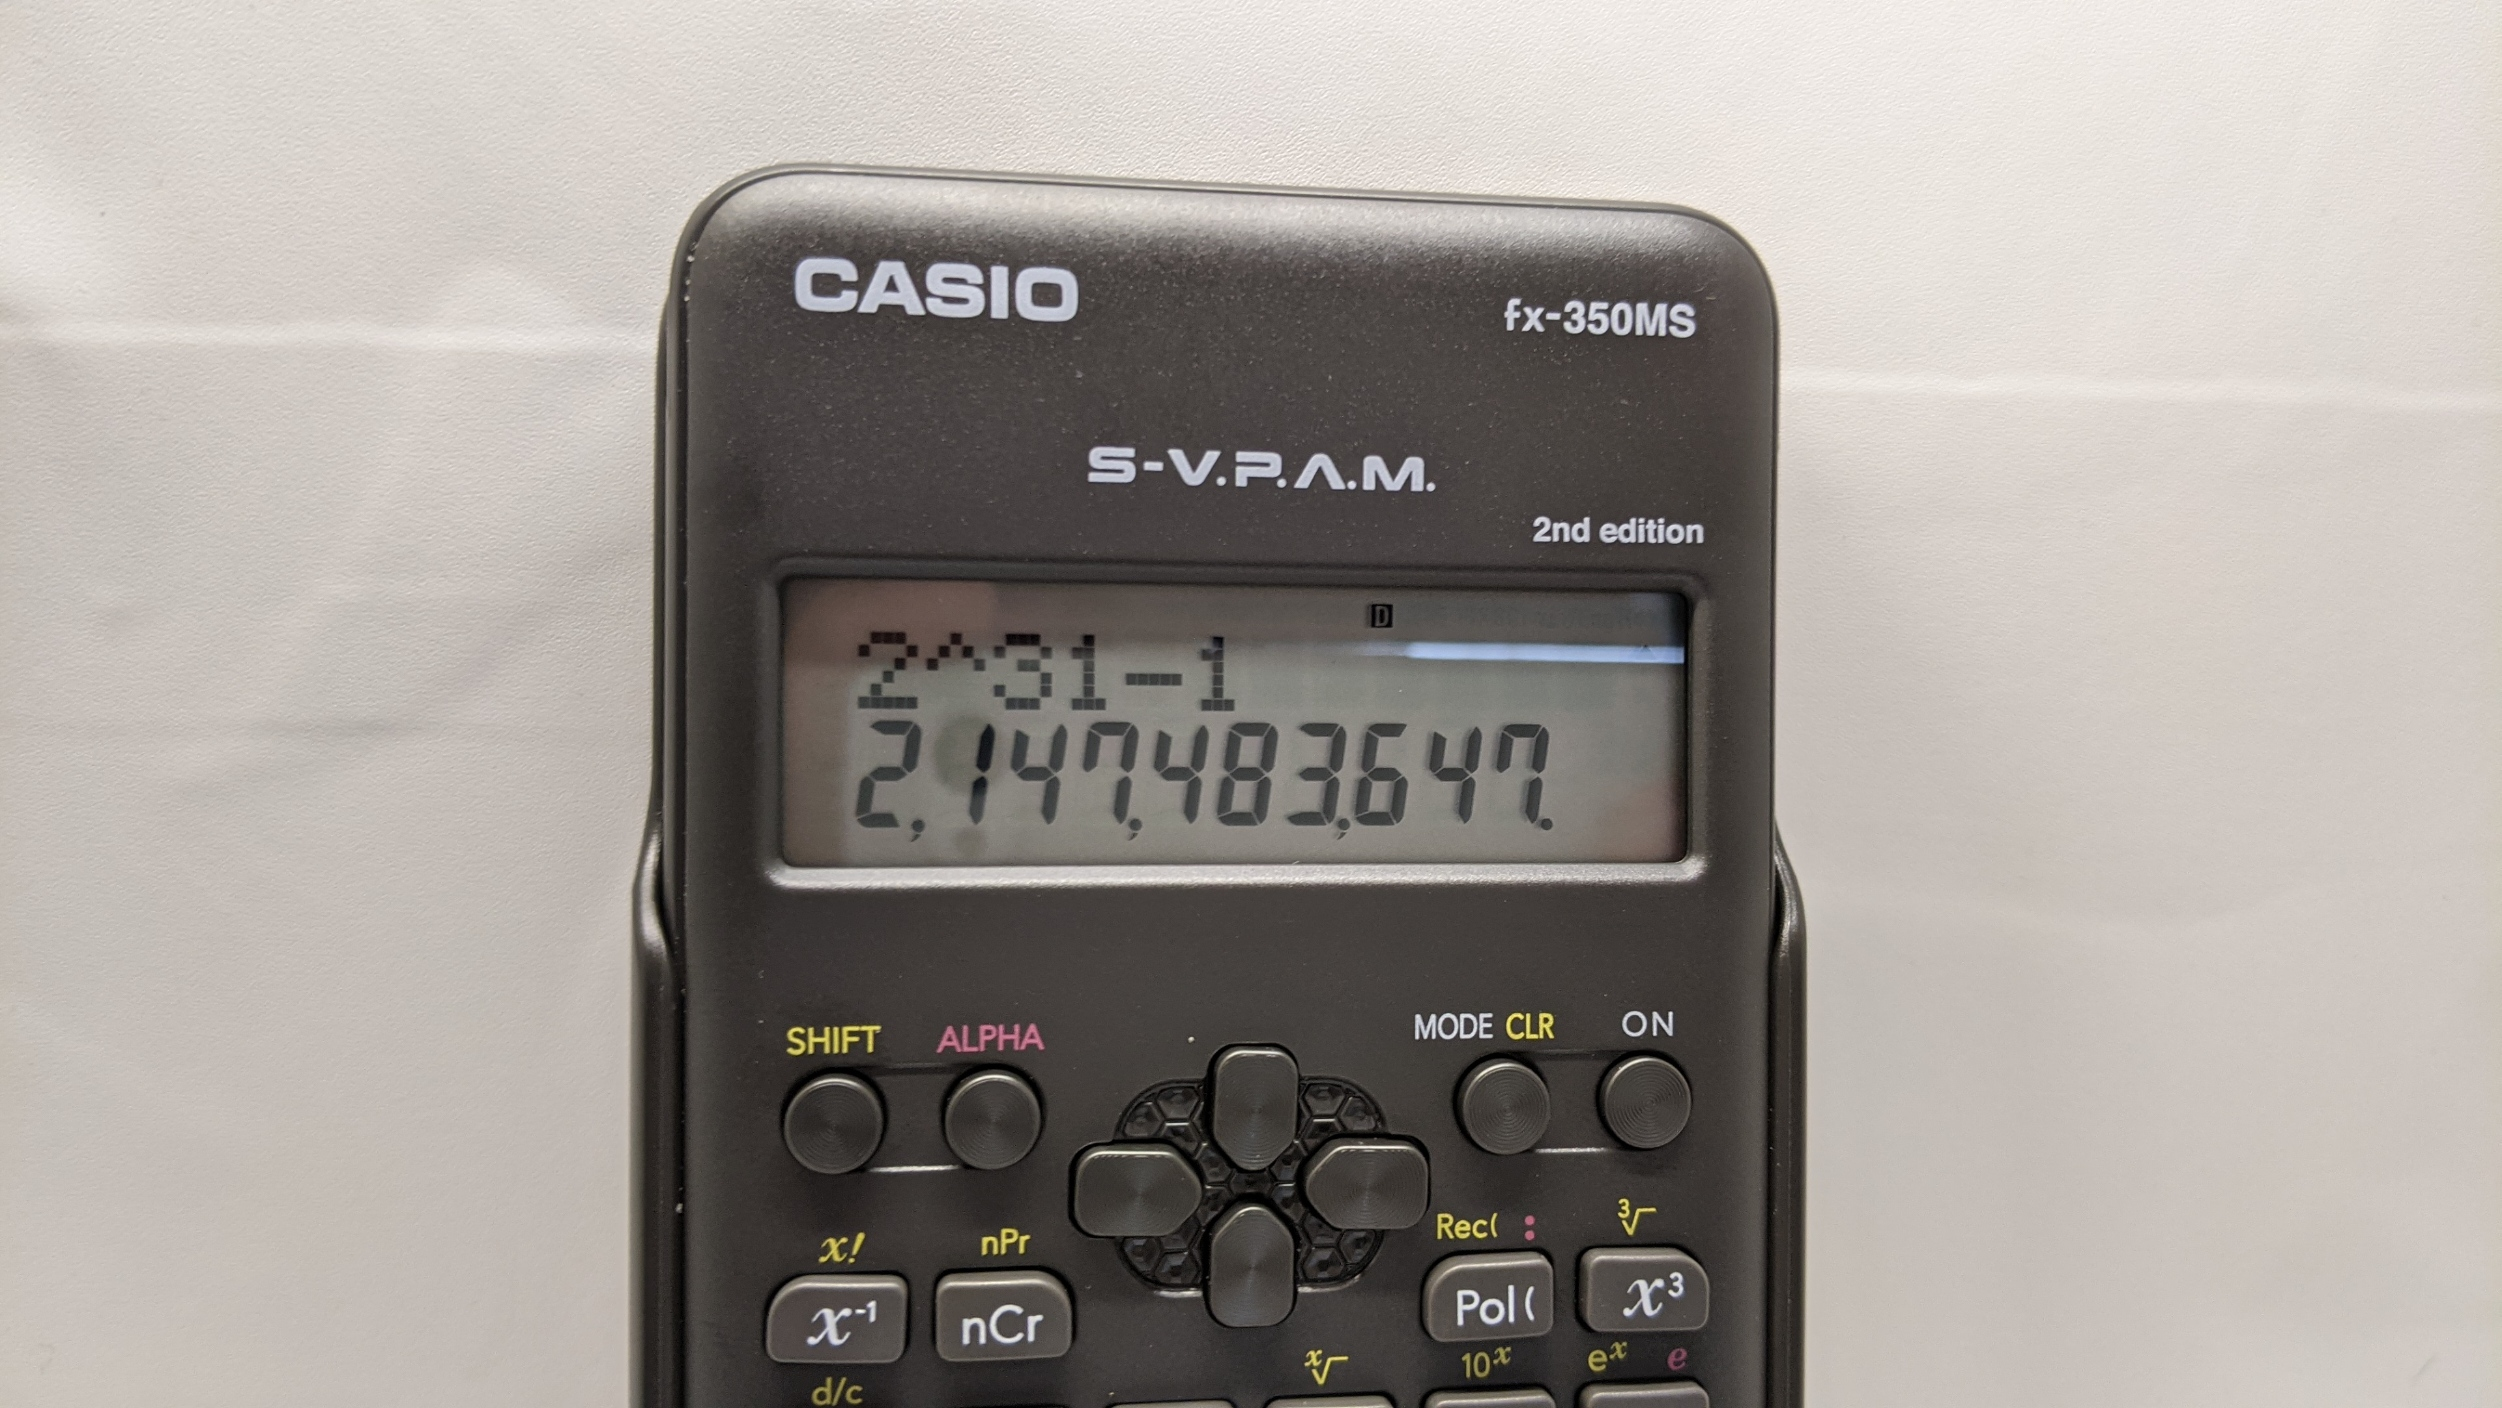 CASIO
fx-350MS
S-V.P.A.M.
2nd edition
D
2^31-1
2,147,483,647.
SHIFT ALPHA
MODE CLR ON
Rec( : ³√
x! nPr
Pol( x³
x⁻¹ nCr
ˣ√ 10ˣ eˣ e
d/c